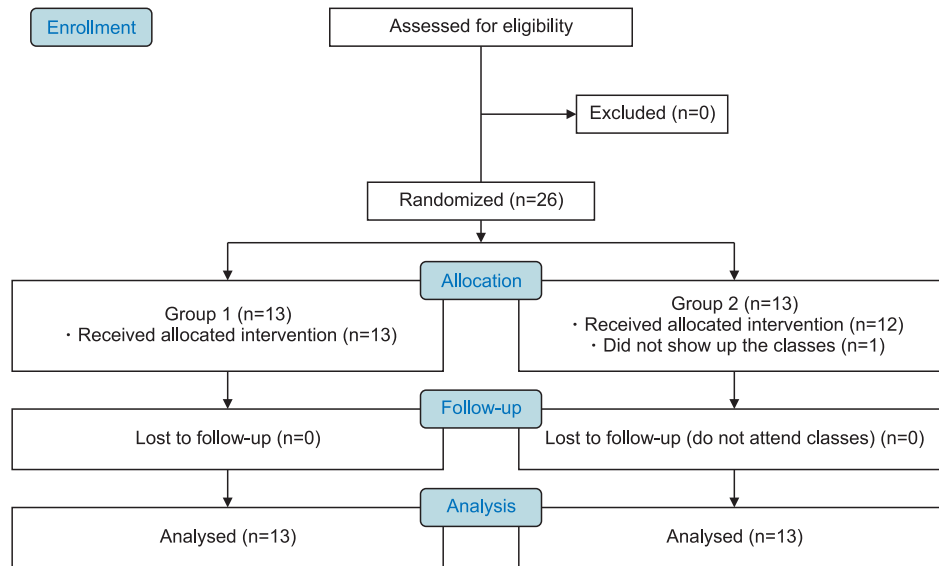 Enrollment
Assessed for eligibility
Excluded (n=0)
Randomized (n=26)
Allocation
Group 1 (n=13)
· Received allocated intervention (n=13)
Group 2 (n=13)
· Received allocated intervention (n=12)
· Did not show up the classes (n=1)
Follow-up
Lost to follow-up (n=0)
Lost to follow-up (do not attend classes) (n=0)
Analysis
Analysed (n=13)
Analysed (n=13)